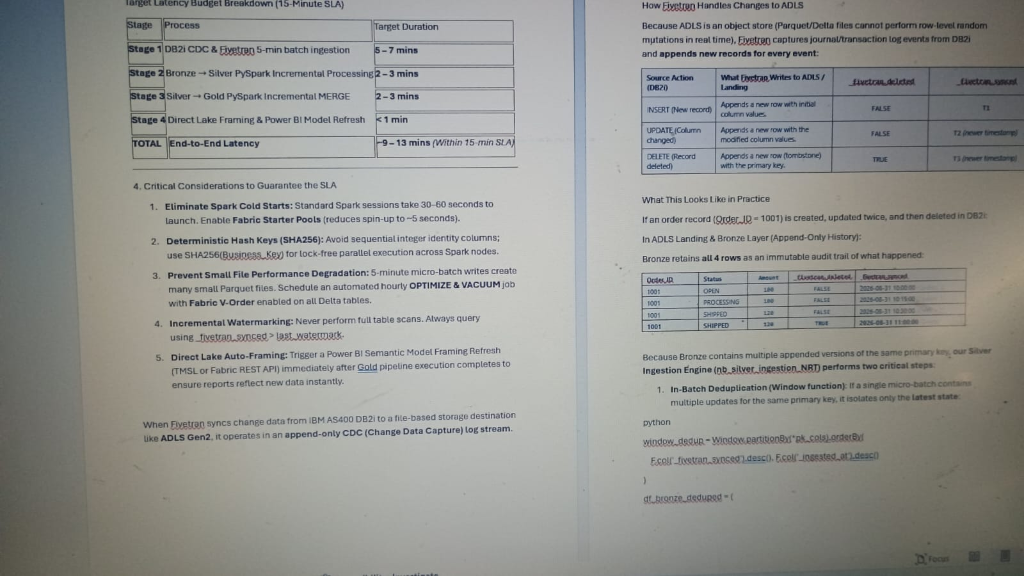 Target Latency Budget Breakdown (15-Minute SLA)
Stage Process Target Duration
Stage 1 DB2i CDC & Fivetran 5-min batch ingestion 5 – 7 mins
Stage 2 Bronze → Silver PySpark Incremental Processing 2 – 3 mins
Stage 3 Silver → Gold PySpark Incremental MERGE 2 – 3 mins
Stage 4 Direct Lake Framing & Power BI Model Refresh < 1 min
TOTAL End-to-End Latency ~9 – 13 mins (Within 15-min SLA)
4. Critical Considerations to Guarantee the SLA
1. Eliminate Spark Cold Starts: Standard Spark sessions take 30–60 seconds to
launch. Enable Fabric Starter Pools (reduces spin-up to ~5 seconds).
2. Deterministic Hash Keys (SHA256): Avoid sequential integer identity columns;
use SHA256(Business_Key) for lock-free parallel execution across Spark nodes.
3. Prevent Small File Performance Degradation: 5-minute micro-batch writes create
many small Parquet files. Schedule an automated hourly OPTIMIZE & VACUUM job
with Fabric V-Order enabled on all Delta tables.
4. Incremental Watermarking: Never perform full table scans. Always query
using _fivetran_synced > last_watermark.
5. Direct Lake Auto-Framing: Trigger a Power BI Semantic Model Framing Refresh
(TMSL or Fabric REST API) immediately after Gold pipeline execution completes to
ensure reports reflect new data instantly.
When Fivetran syncs change data from IBM AS400 DB2i to a file-based storage destination
like ADLS Gen2, it operates in an append-only CDC (Change Data Capture) log stream.
How Fivetran Handles Changes to ADLS
Because ADLS is an object store (Parquet/Delta files cannot perform row-level random
mutations in real time), Fivetran captures journal/transaction log events from DB2i
and appends new records for every event:
Source Action (DB2i) What Fivetran Writes to ADLS / Landing _fivetran_deleted _fivetran_synced
INSERT (New record) Appends a new row with initial column values. FALSE T1
UPDATE (Column changed) Appends a new row with the modified column values. FALSE T2 (newer timestamp)
DELETE (Record deleted) Appends a new row (tombstone) with the primary key. TRUE T3 (newer timestamp)
What This Looks Like in Practice
If an order record (Order_ID = 1001) is created, updated twice, and then deleted in DB2i:
In ADLS Landing & Bronze Layer (Append-Only History):
Bronze retains all 4 rows as an immutable audit trail of what happened:
Order_ID Status Amount _fivetran_deleted _fivetran_synced
1001 OPEN FALSE
1001 PROCESSING FALSE
1001 SHIPPED FALSE
1001 SHIPPED TRUE
Because Bronze contains multiple appended versions of the same primary key, our Silver
Ingestion Engine (nb_silver_ingestion_NRT) performs two critical steps:
1. In-Batch Deduplication (Window function): If a single micro-batch contains
multiple updates for the same primary key, it isolates only the latest state:
python
window_dedup = Window.partitionBy(*pk_cols).orderBy(
F.col("_fivetran_synced").desc(), F.col("_ingested_at").desc()
)
df_bronze_deduped = (
Focus